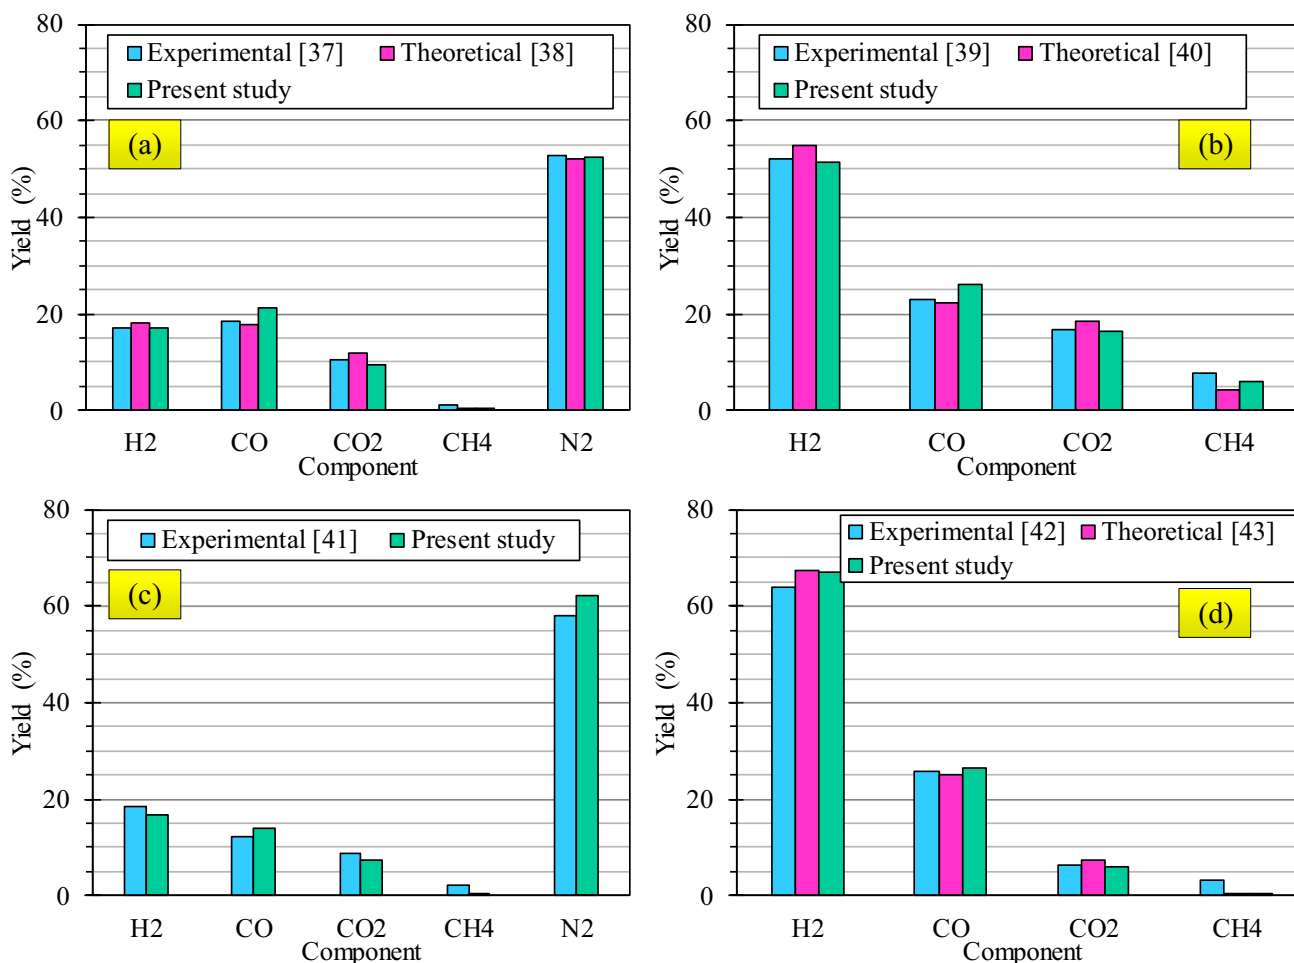 80
60
40
20
0
Yield (%)
Experimental [37] Theoretical [38]
Present study
(a)
H2 CO CO2 CH4 N2
Component
80
60
40
20
0
Yield (%)
Experimental [39] Theoretical [40]
Present study
(b)
H2 CO CO2 CH4
Component
80
60
40
20
0
Yield (%)
Experimental [41] Present study
(c)
H2 CO CO2 CH4 N2
Component
80
60
40
20
0
Yield (%)
Experimental [42] Theoretical [43]
Present study
(d)
H2 CO CO2 CH4
Component